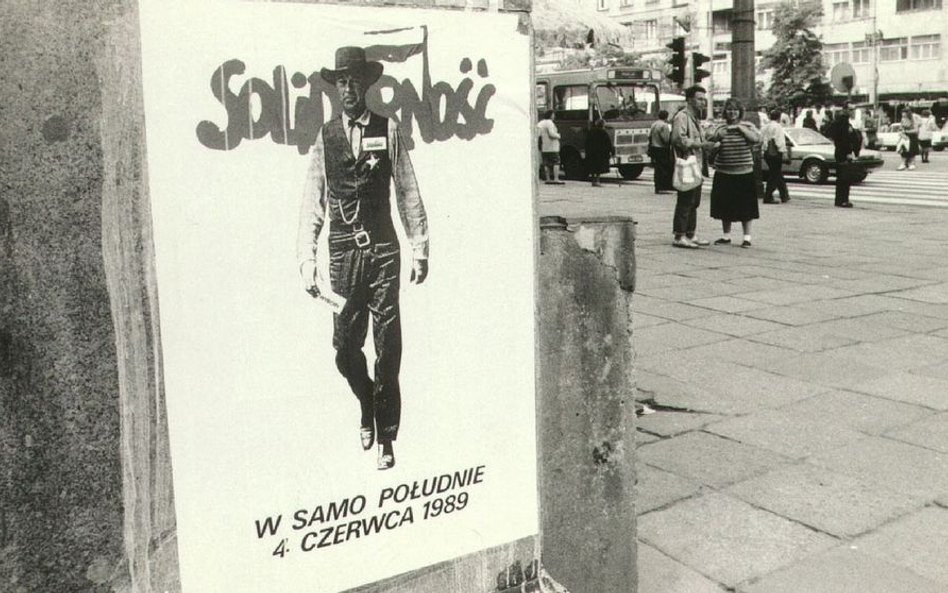 Solidarność
W SAMO POŁUDNIE
4 CZERWCA 1989